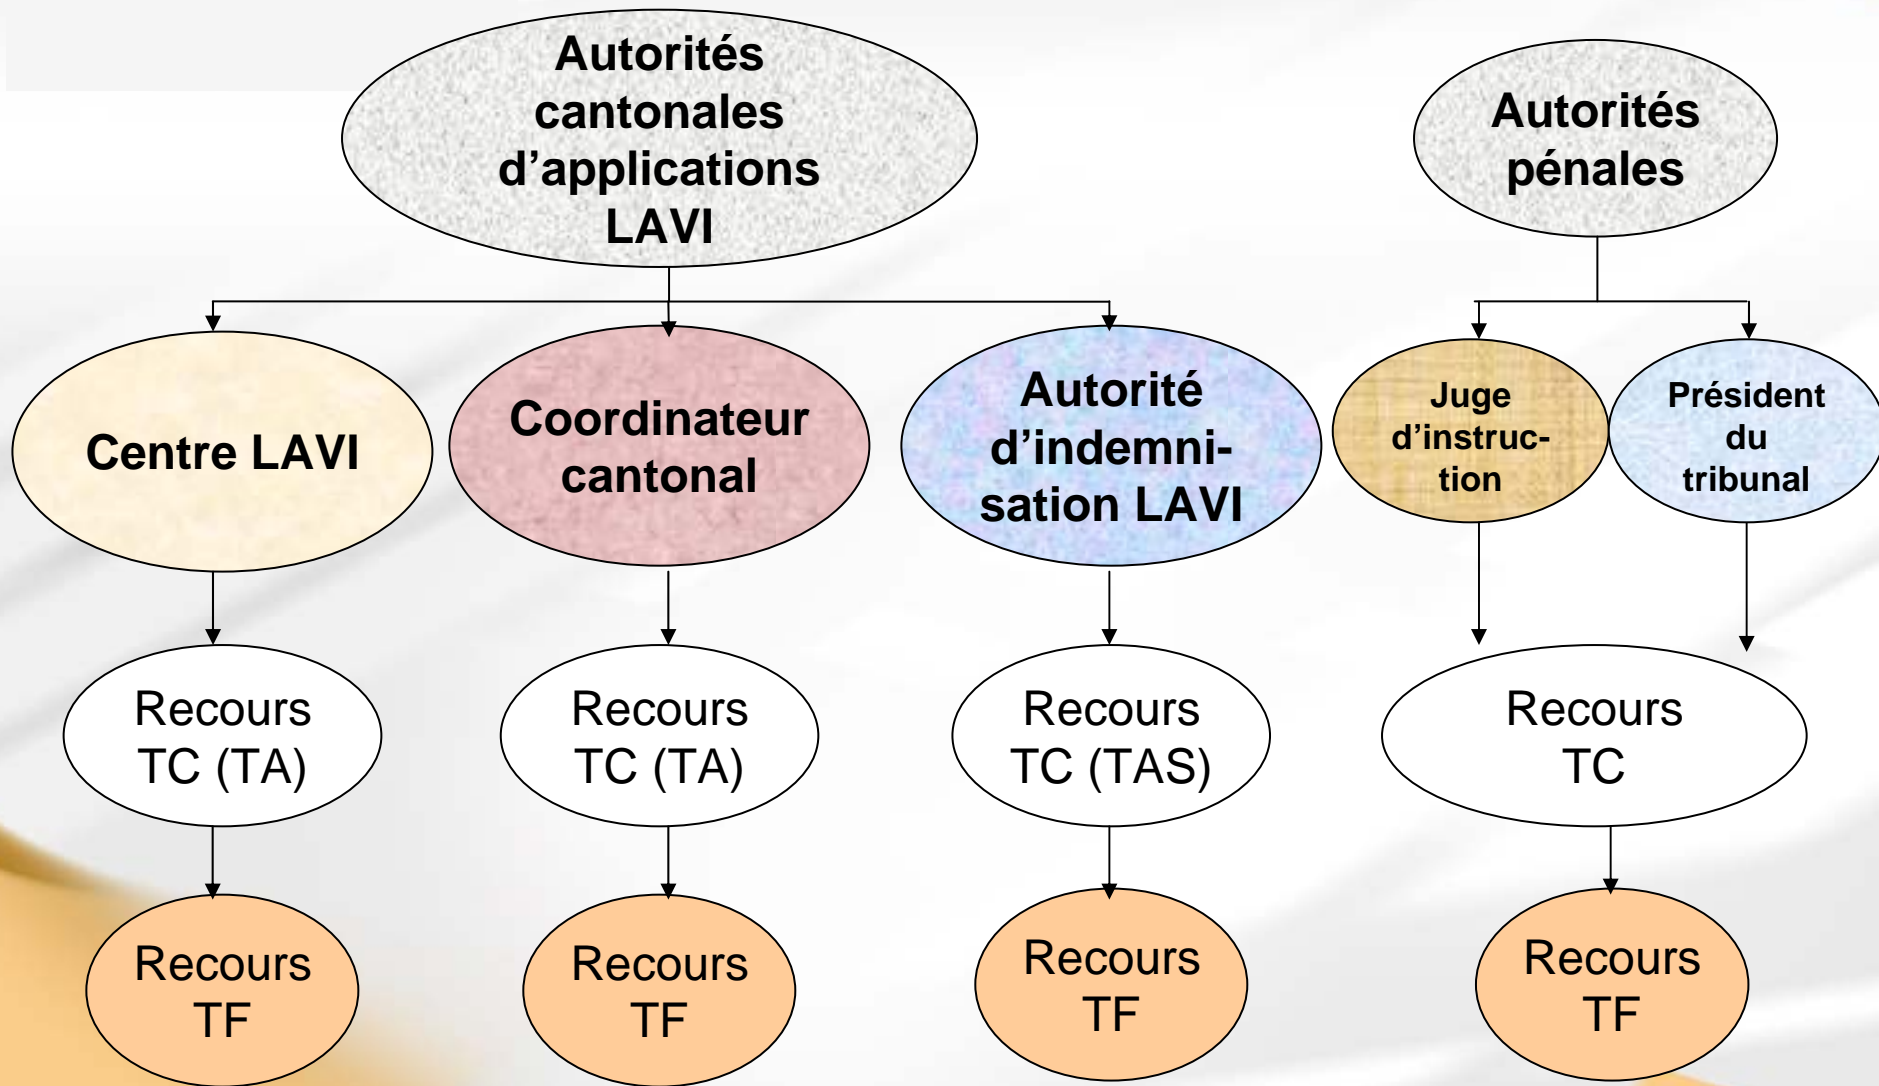 Autorités
cantonales
d'applications
LAVI
Autorités
pénales
Centre LAVI
Coordinateur
cantonal
Autorité
d'indemni-
sation LAVI
Juge
d'instruc-
tion
Président
du
tribunal
Recours
TC (TA)
Recours
TC (TA)
Recours
TC (TAS)
Recours
TC
Recours
TF
Recours
TF
Recours
TF
Recours
TF